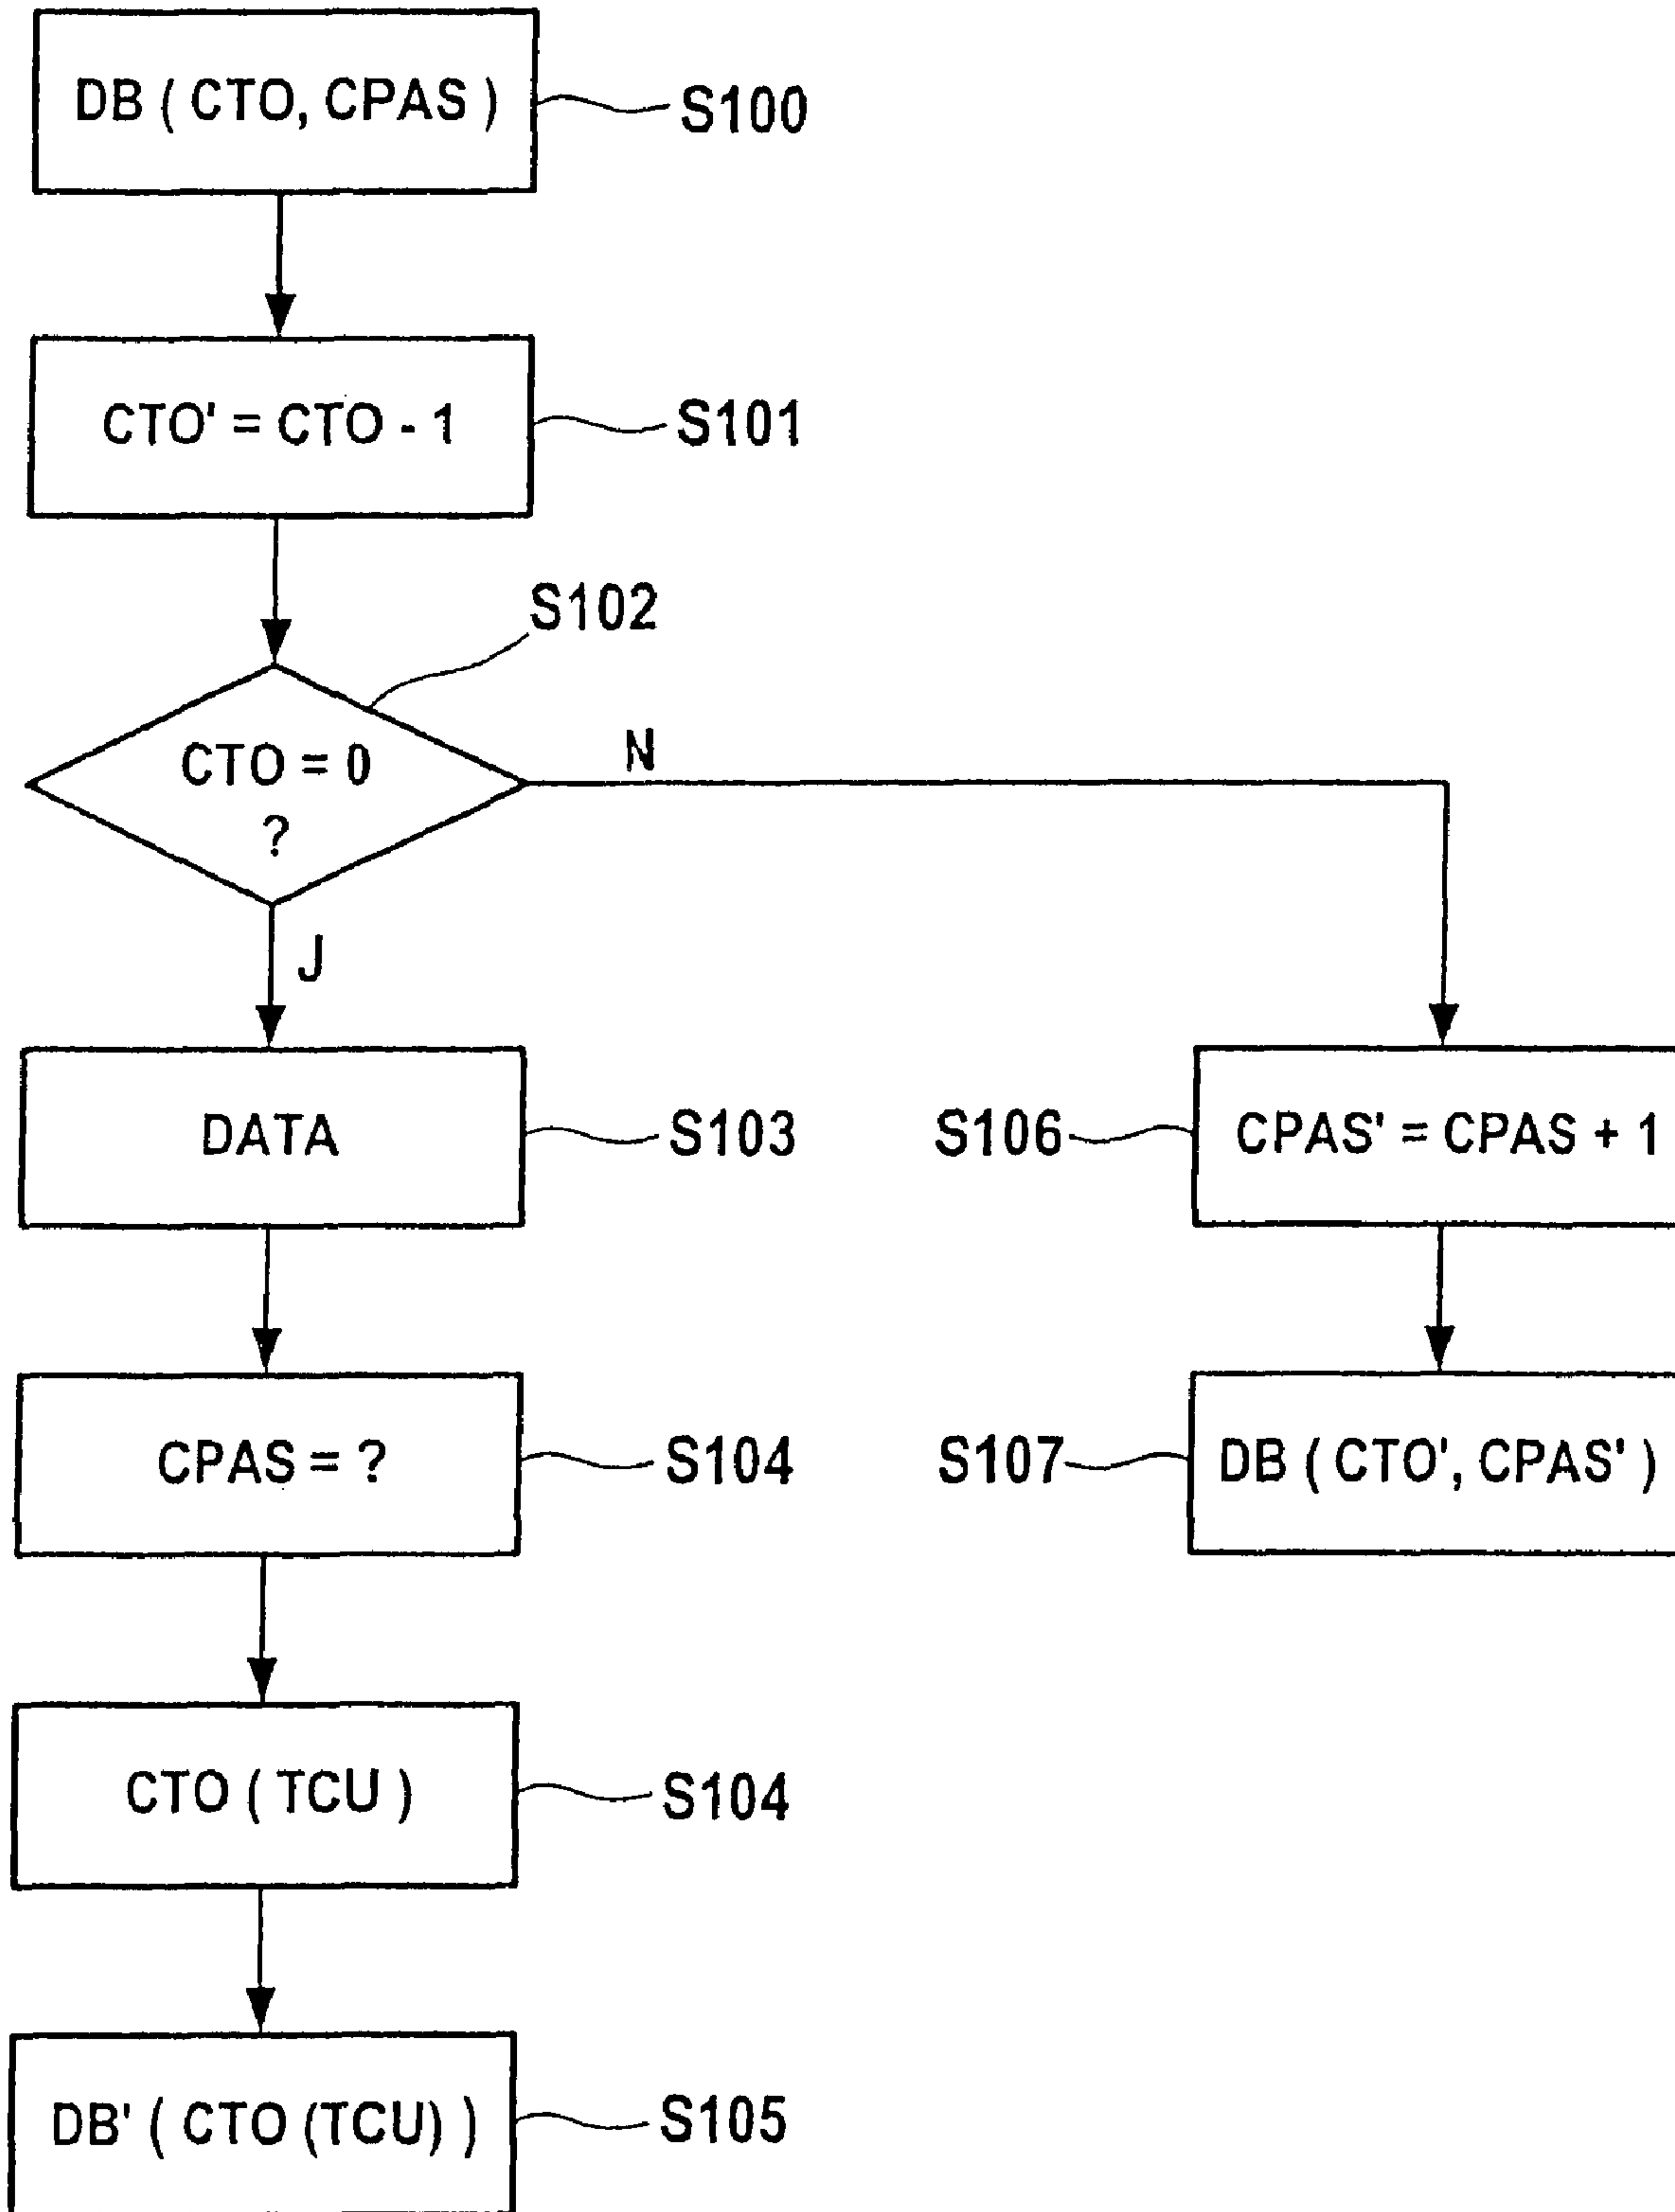 DB ( CTO, CPAS )
S100
CTO' = CTO - 1
S101
S102
CTO = 0
?
N
J
DATA
S103
S106
CPAS' = CPAS + 1
CPAS = ?
S104
S107
DB ( CTO', CPAS' )
CTO ( TCU )
S104
DB' ( CTO (TCU) )
S105